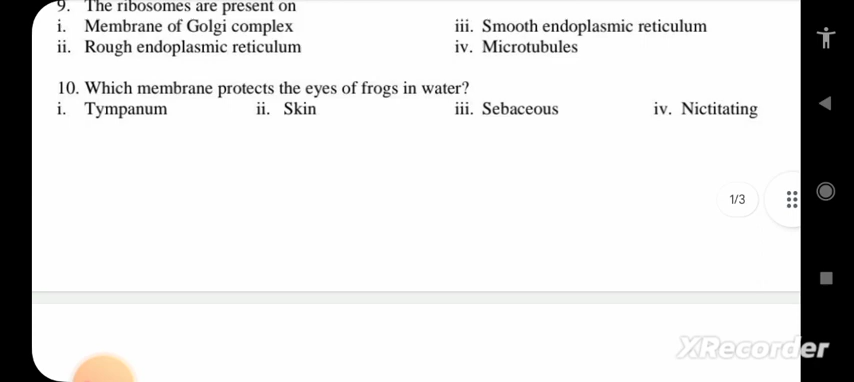 9. The ribosomes are present on
i. Membrane of Golgi complex iii. Smooth endoplasmic reticulum
ii. Rough endoplasmic reticulum iv. Microtubules
10. Which membrane protects the eyes of frogs in water?
i. Tympanum ii. Skin iii. Sebaceous iv. Nictitating
1/3
XRecorder